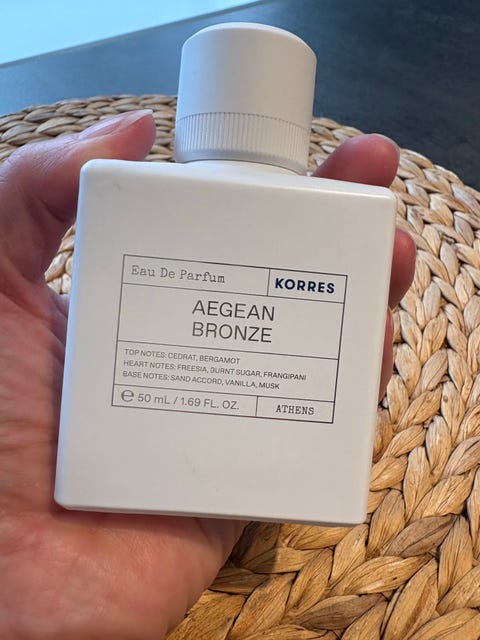 Eau De Parfum
KORRES
AEGEAN
BRONZE
TOP NOTES: CEDRAT, BERGAMOT
HEART NOTES: FREESIA, BURNT SUGAR, FRANGIPANI
BASE NOTES: SAND ACCORD, VANILLA, MUSK
℮ 50 mL / 1.69 FL. OZ.
ATHENS